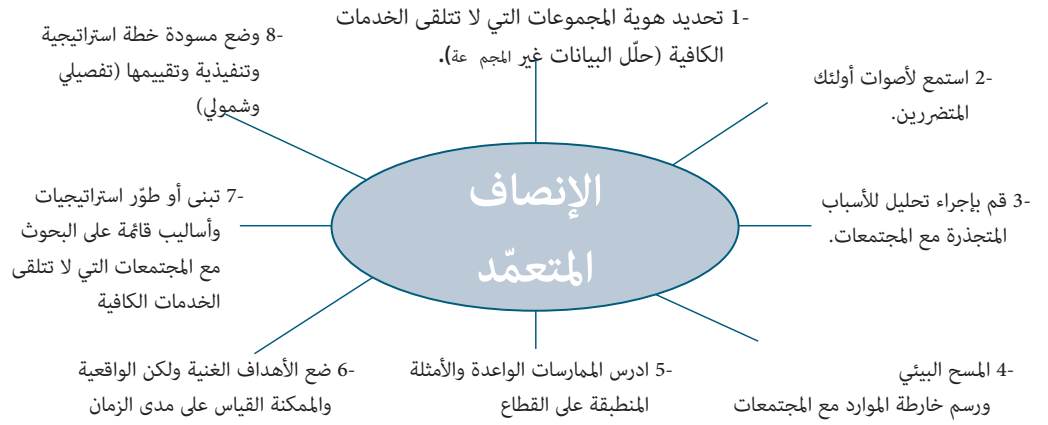 1- تحديد هوية المجموعات التي لا تتلقى الخدمات
الكافية (حلّل البيانات غير المجم عة).
2- استمع لأصوات أولئك
المتضررين.
3- قم بإجراء تحليل للأسباب
المتجذرة مع المجتمعات.
4- المسح البيئي
ورسم خارطة الموارد مع المجتمعات
5- ادرس الممارسات الواعدة والأمثلة
المنطبقة على القطاع
6- ضع الأهداف الغنية ولكن الواقعية
والممكنة القياس على مدى الزمان
7- تبنى أو طوّر استراتيجيات
وأساليب قائمة على البحوث
مع المجتمعات التي لا تتلقى
الخدمات الكافية
8- وضع مسودة خطة استراتيجية
وتنفيذية وتقييمها (تفصيلي
وشمولي)
الإنصاف
المتعمّد